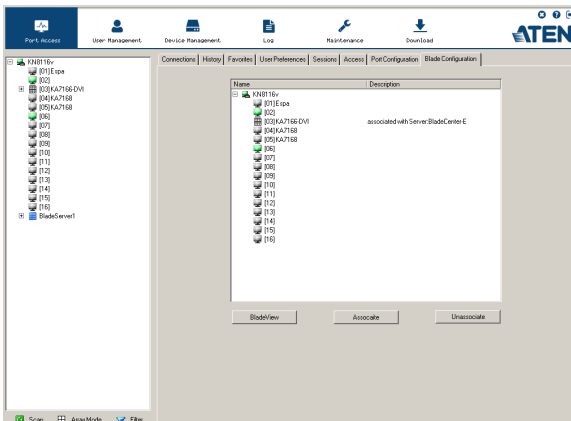 Port Access
User Management
Device Management
Log
Maintenance
Download
ATEN
Connections
History
Favorites
User Preferences
Sessions
Access
Port Configuration
Blade Configuration
KN8116v
[01] Espa
[02]
[03] KA7166-DVI
[04] KA7168
[05] KA7168
[06]
[07]
[08]
[09]
[10]
[11]
[12]
[13]
[14]
[15]
[16]
BladeServer1
Name Description
KN8116v
[01] Espa
[02]
[03] KA7166-DVI associated with Server:BladeCenter-E
[04] KA7168
[05] KA7168
[06]
[07]
[08]
[09]
[10]
[11]
[12]
[13]
[14]
[15]
[16]
BladeView
Assocaite
Unassociate
Scan Array Mode Filter